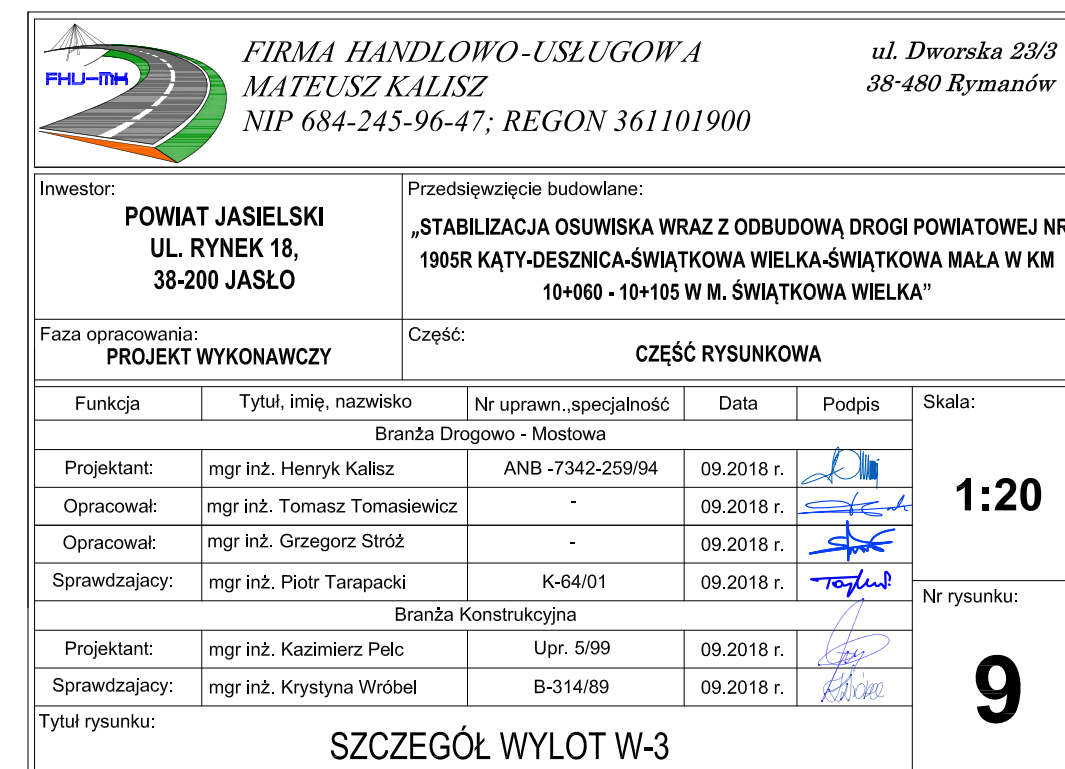 FHU-MK
FIRMA HANDLOWO-USŁUGOWA
MATEUSZ KALISZ
NIP 684-245-96-47; REGON 361101900
ul. Dworska 23/3
38-480 Rymanów
Inwestor:
POWIAT JASIELSKI
UL. RYNEK 18,
38-200 JASŁO
Przedsięwzięcie budowlane:
„STABILIZACJA OSUWISKA WRAZ Z ODBUDOWĄ DROGI POWIATOWEJ NR
1905R KĄTY-DESZNICA-ŚWIĄTKOWA WIELKA-ŚWIĄTKOWA MAŁA W KM
10+060 - 10+105 W M. ŚWIĄTKOWA WIELKA”
Faza opracowania:
PROJEKT WYKONAWCZY
Część:
CZĘŚĆ RYSUNKOWA
Funkcja Tytuł, imię, nazwisko Nr uprawn.,specjalność Data Podpis
Branża Drogowo - Mostowa
Projektant: mgr inż. Henryk Kalisz ANB -7342-259/94 09.2018 r.
Opracował: mgr inż. Tomasz Tomasiewicz - 09.2018 r.
Opracował: mgr inż. Grzegorz Stróż - 09.2018 r.
Sprawdzajacy: mgr inż. Piotr Tarapacki K-64/01 09.2018 r.
Branża Konstrukcyjna
Projektant: mgr inż. Kazimierz Pelc Upr. 5/99 09.2018 r.
Sprawdzajacy: mgr inż. Krystyna Wróbel B-314/89 09.2018 r.
Skala:
1:20
Nr rysunku:
9
Tytuł rysunku:
SZCZEGÓŁ WYLOT W-3